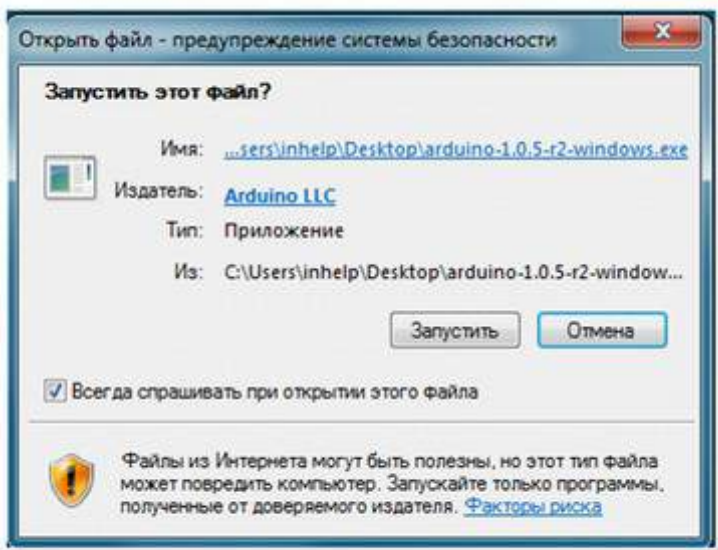 Открыть файл - предупреждение системы безопасности
Запустить этот файл?
Имя: ...sers\inhelp\Desktop\arduino-1.0.5-r2-windows.exe
Издатель: Arduino LLC
Тип: Приложение
Из: C:\Users\inhelp\Desktop\arduino-1.0.5-r2-window...
Запустить Отмена
Всегда спрашивать при открытии этого файла
Файлы из Интернета могут быть полезны, но этот тип файла
может повредить компьютер. Запускайте только программы,
полученные от доверяемого издателя. Факторы риска